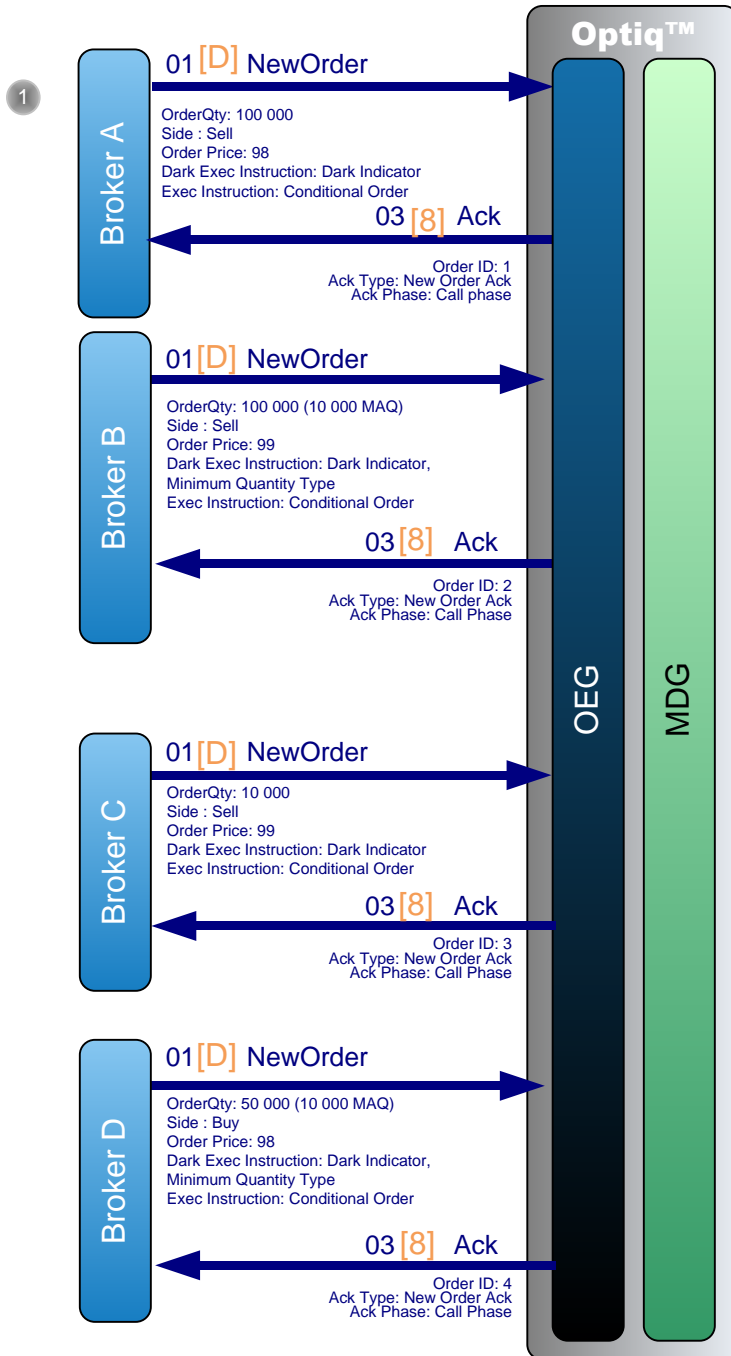 Optiq™
1
Broker A
01 [D] NewOrder
OrderQty: 100 000
Side : Sell
Order Price: 98
Dark Exec Instruction: Dark Indicator
Exec Instruction: Conditional Order
03 [8] Ack
Order ID: 1
Ack Type: New Order Ack
Ack Phase: Call phase
Broker B
01 [D] NewOrder
OrderQty: 100 000 (10 000 MAQ)
Side : Sell
Order Price: 99
Dark Exec Instruction: Dark Indicator,
Minimum Quantity Type
Exec Instruction: Conditional Order
03 [8] Ack
Order ID: 2
Ack Type: New Order Ack
Ack Phase: Call Phase
OEG
MDG
Broker C
01 [D] NewOrder
OrderQty: 10 000
Side : Sell
Order Price: 99
Dark Exec Instruction: Dark Indicator
Exec Instruction: Conditional Order
03 [8] Ack
Order ID: 3
Ack Type: New Order Ack
Ack Phase: Call Phase
Broker D
01 [D] NewOrder
OrderQty: 50 000 (10 000 MAQ)
Side : Buy
Order Price: 98
Dark Exec Instruction: Dark Indicator,
Minimum Quantity Type
Exec Instruction: Conditional Order
03 [8] Ack
Order ID: 4
Ack Type: New Order Ack
Ack Phase: Call Phase